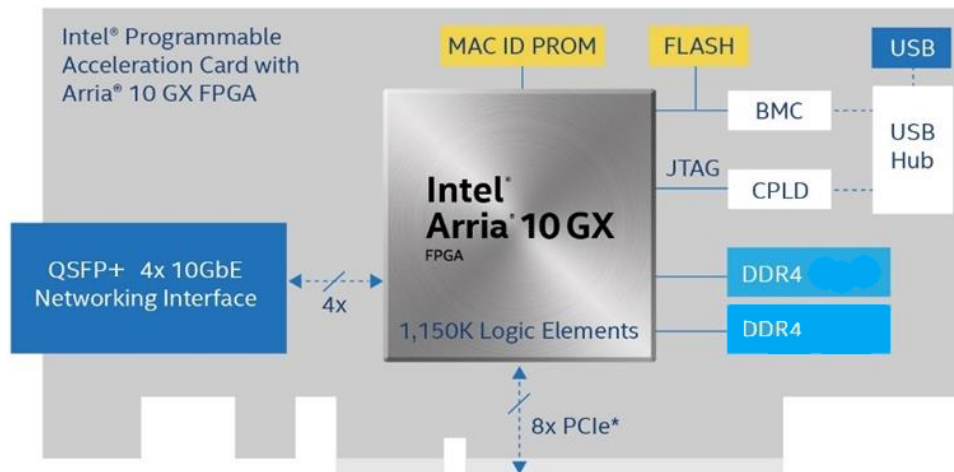 Intel® Programmable
Acceleration Card with
Arria® 10 GX FPGA
MAC ID PROM
FLASH
USB
BMC
USB
Hub
JTAG
CPLD
Intel®
Arria® 10 GX
FPGA
1,150K Logic Elements
QSFP+ 4x 10GbE
Networking Interface
4x
DDR4
DDR4
8x PCIe*